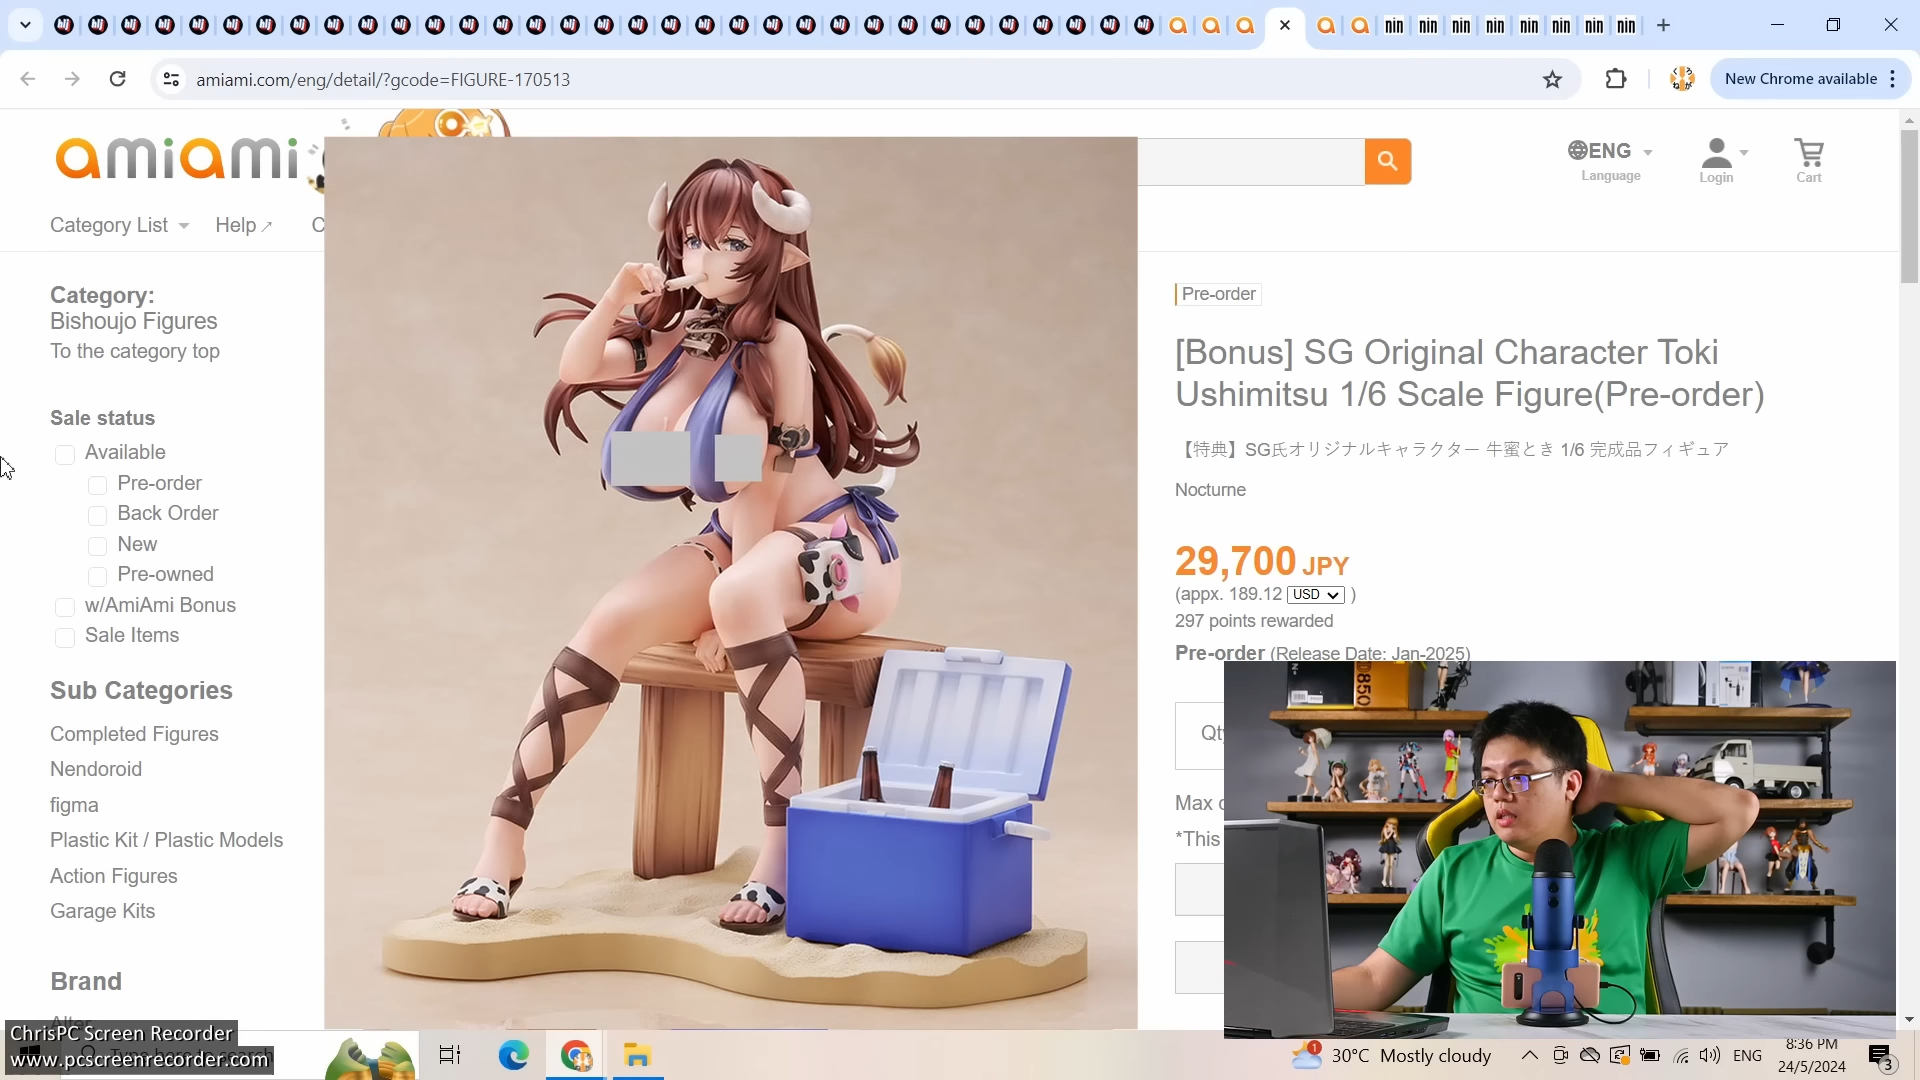 amiami.com/eng/detail/?gcode=FIGURE-170513
New Chrome available
amiami
ENG
Language
Login
Cart
Category List
Help
C
Category:
Bishoujo Figures
To the category top
Sale status
Available
Pre-order
Back Order
New
Pre-owned
w/AmiAmi Bonus
Sale Items
Sub Categories
Completed Figures
Nendoroid
figma
Plastic Kit / Plastic Models
Action Figures
Garage Kits
Brand
Pre-order
[Bonus] SG Original Character Toki
Ushimitsu 1/6 Scale Figure(Pre-order)
【特典】SG氏オリジナルキャラクター 牛蜜とき 1/6 完成品フィギュア
Nocturne
29,700 JPY
(appx. 189.12 USD )
297 points rewarded
Pre-order (Release Date: Jan-2025)
Max
*This
D850
ChrisPC Screen Recorder
www.pcscreenrecorder.com
1
30°C Mostly cloudy
ENG
8:36 PM
24/5/2024
3